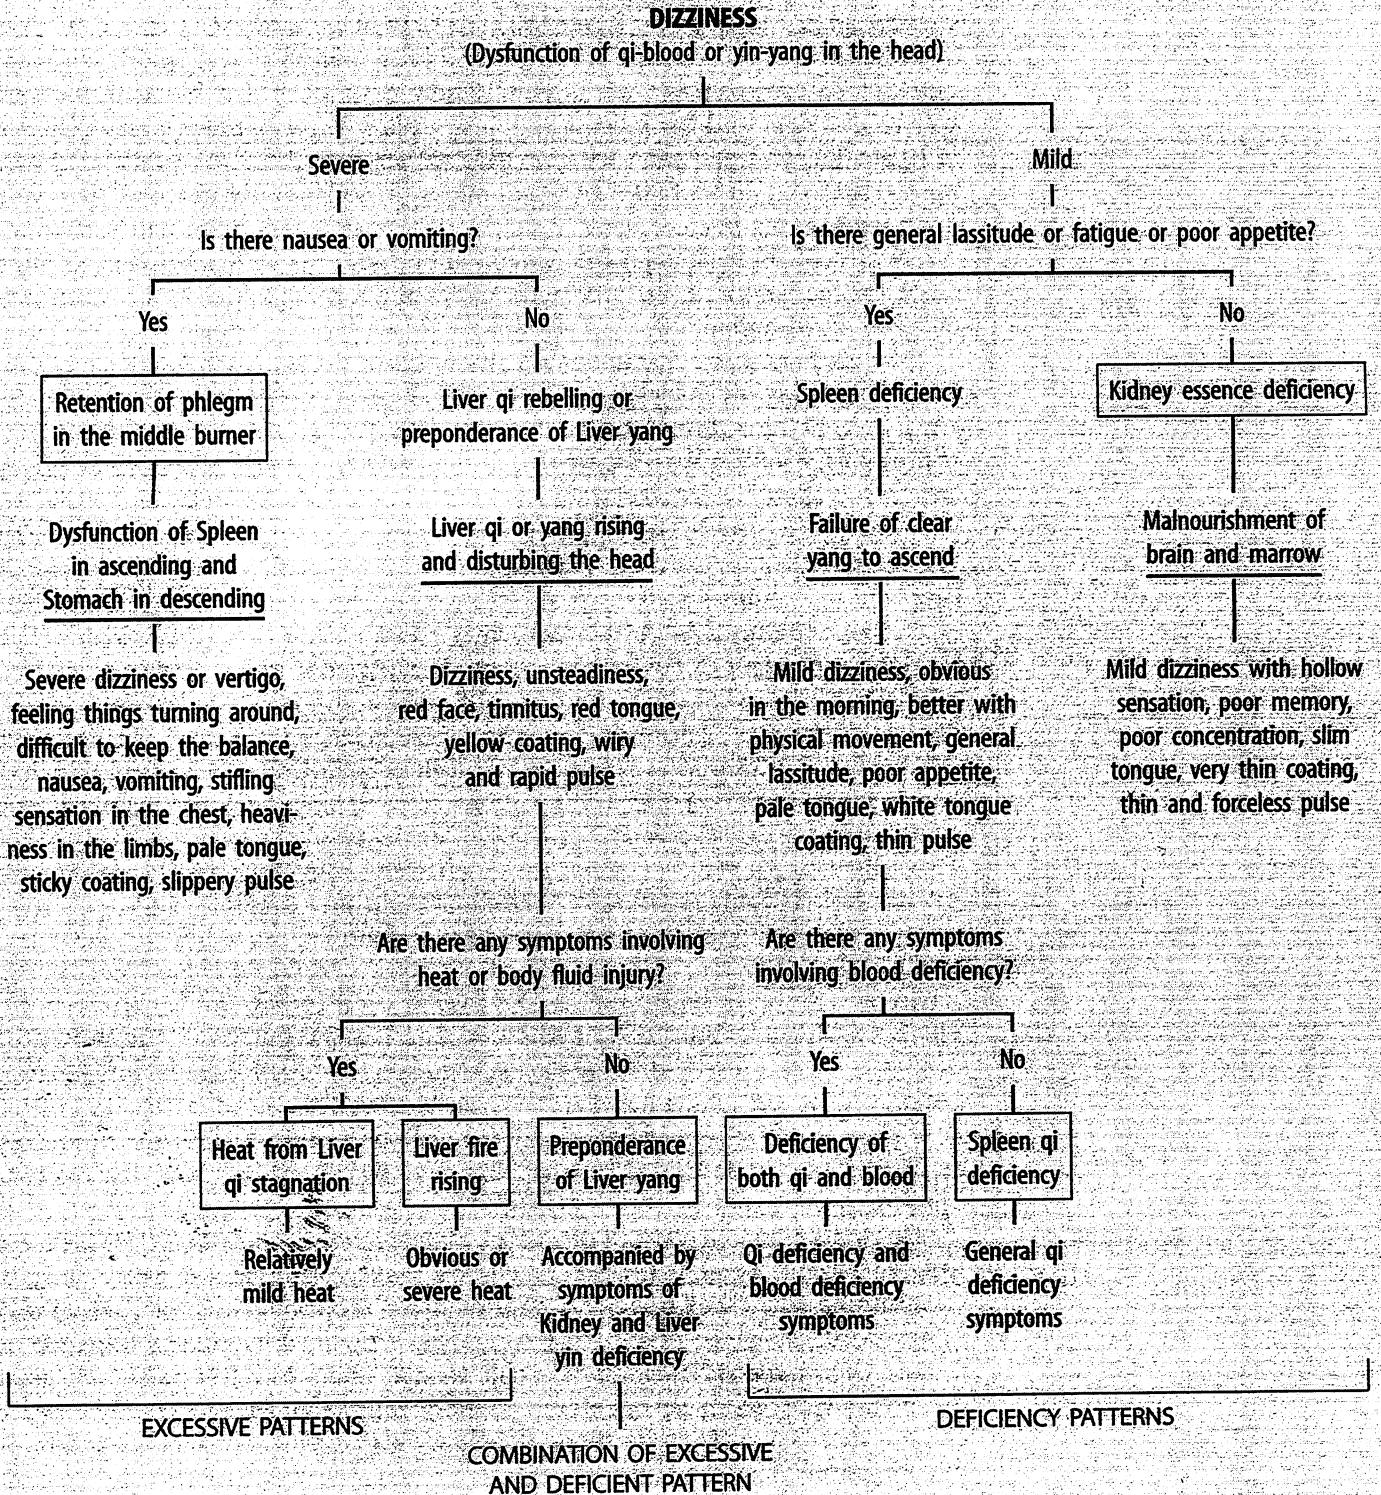 DIZZINESS
(Dysfunction of qi-blood or yin-yang in the head)
Severe
Mild
Is there nausea or vomiting?
Is there general lassitude or fatigue or poor appetite?
Yes
No
Yes
No
Retention of phlegm
in the middle burner
Liver qi rebelling or
preponderance of Liver yang
Spleen deficiency
Kidney essence deficiency
Dysfunction of Spleen
in ascending and
Stomach in descending
Liver qi or yang rising
and disturbing the head
Failure of clear
yang to ascend
Malnourishment of
brain and marrow
Severe dizziness or vertigo,
feeling things turning around,
difficult to keep the balance,
nausea, vomiting, stifling
sensation in the chest, heavi-
ness in the limbs, pale tongue,
sticky coating, slippery pulse
Dizziness, unsteadiness,
red face, tinnitus, red tongue,
yellow coating, wiry
and rapid pulse
Mild dizziness, obvious
in the morning, better with
physical movement, general
lassitude, poor appetite,
pale tongue, white tongue
coating, thin pulse
Mild dizziness with hollow
sensation, poor memory,
poor concentration, slim
tongue, very thin coating,
thin and forceless pulse
Are there any symptoms involving
heat or body fluid injury?
Are there any symptoms
involving blood deficiency?
Yes
No
Yes
No
Heat from Liver
qi stagnation
Liver fire
rising
Preponderance
of Liver yang
Deficiency of
both qi and blood
Spleen qi
deficiency
Relatively
mild heat
Obvious or
severe heat
Accompanied by
symptoms of
Kidney and Liver
yin deficiency
Qi deficiency and
blood deficiency
symptoms
General qi
deficiency
symptoms
EXCESSIVE PATTERNS
COMBINATION OF EXCESSIVE
AND DEFICIENT PATTERN
DEFICIENCY PATTERNS